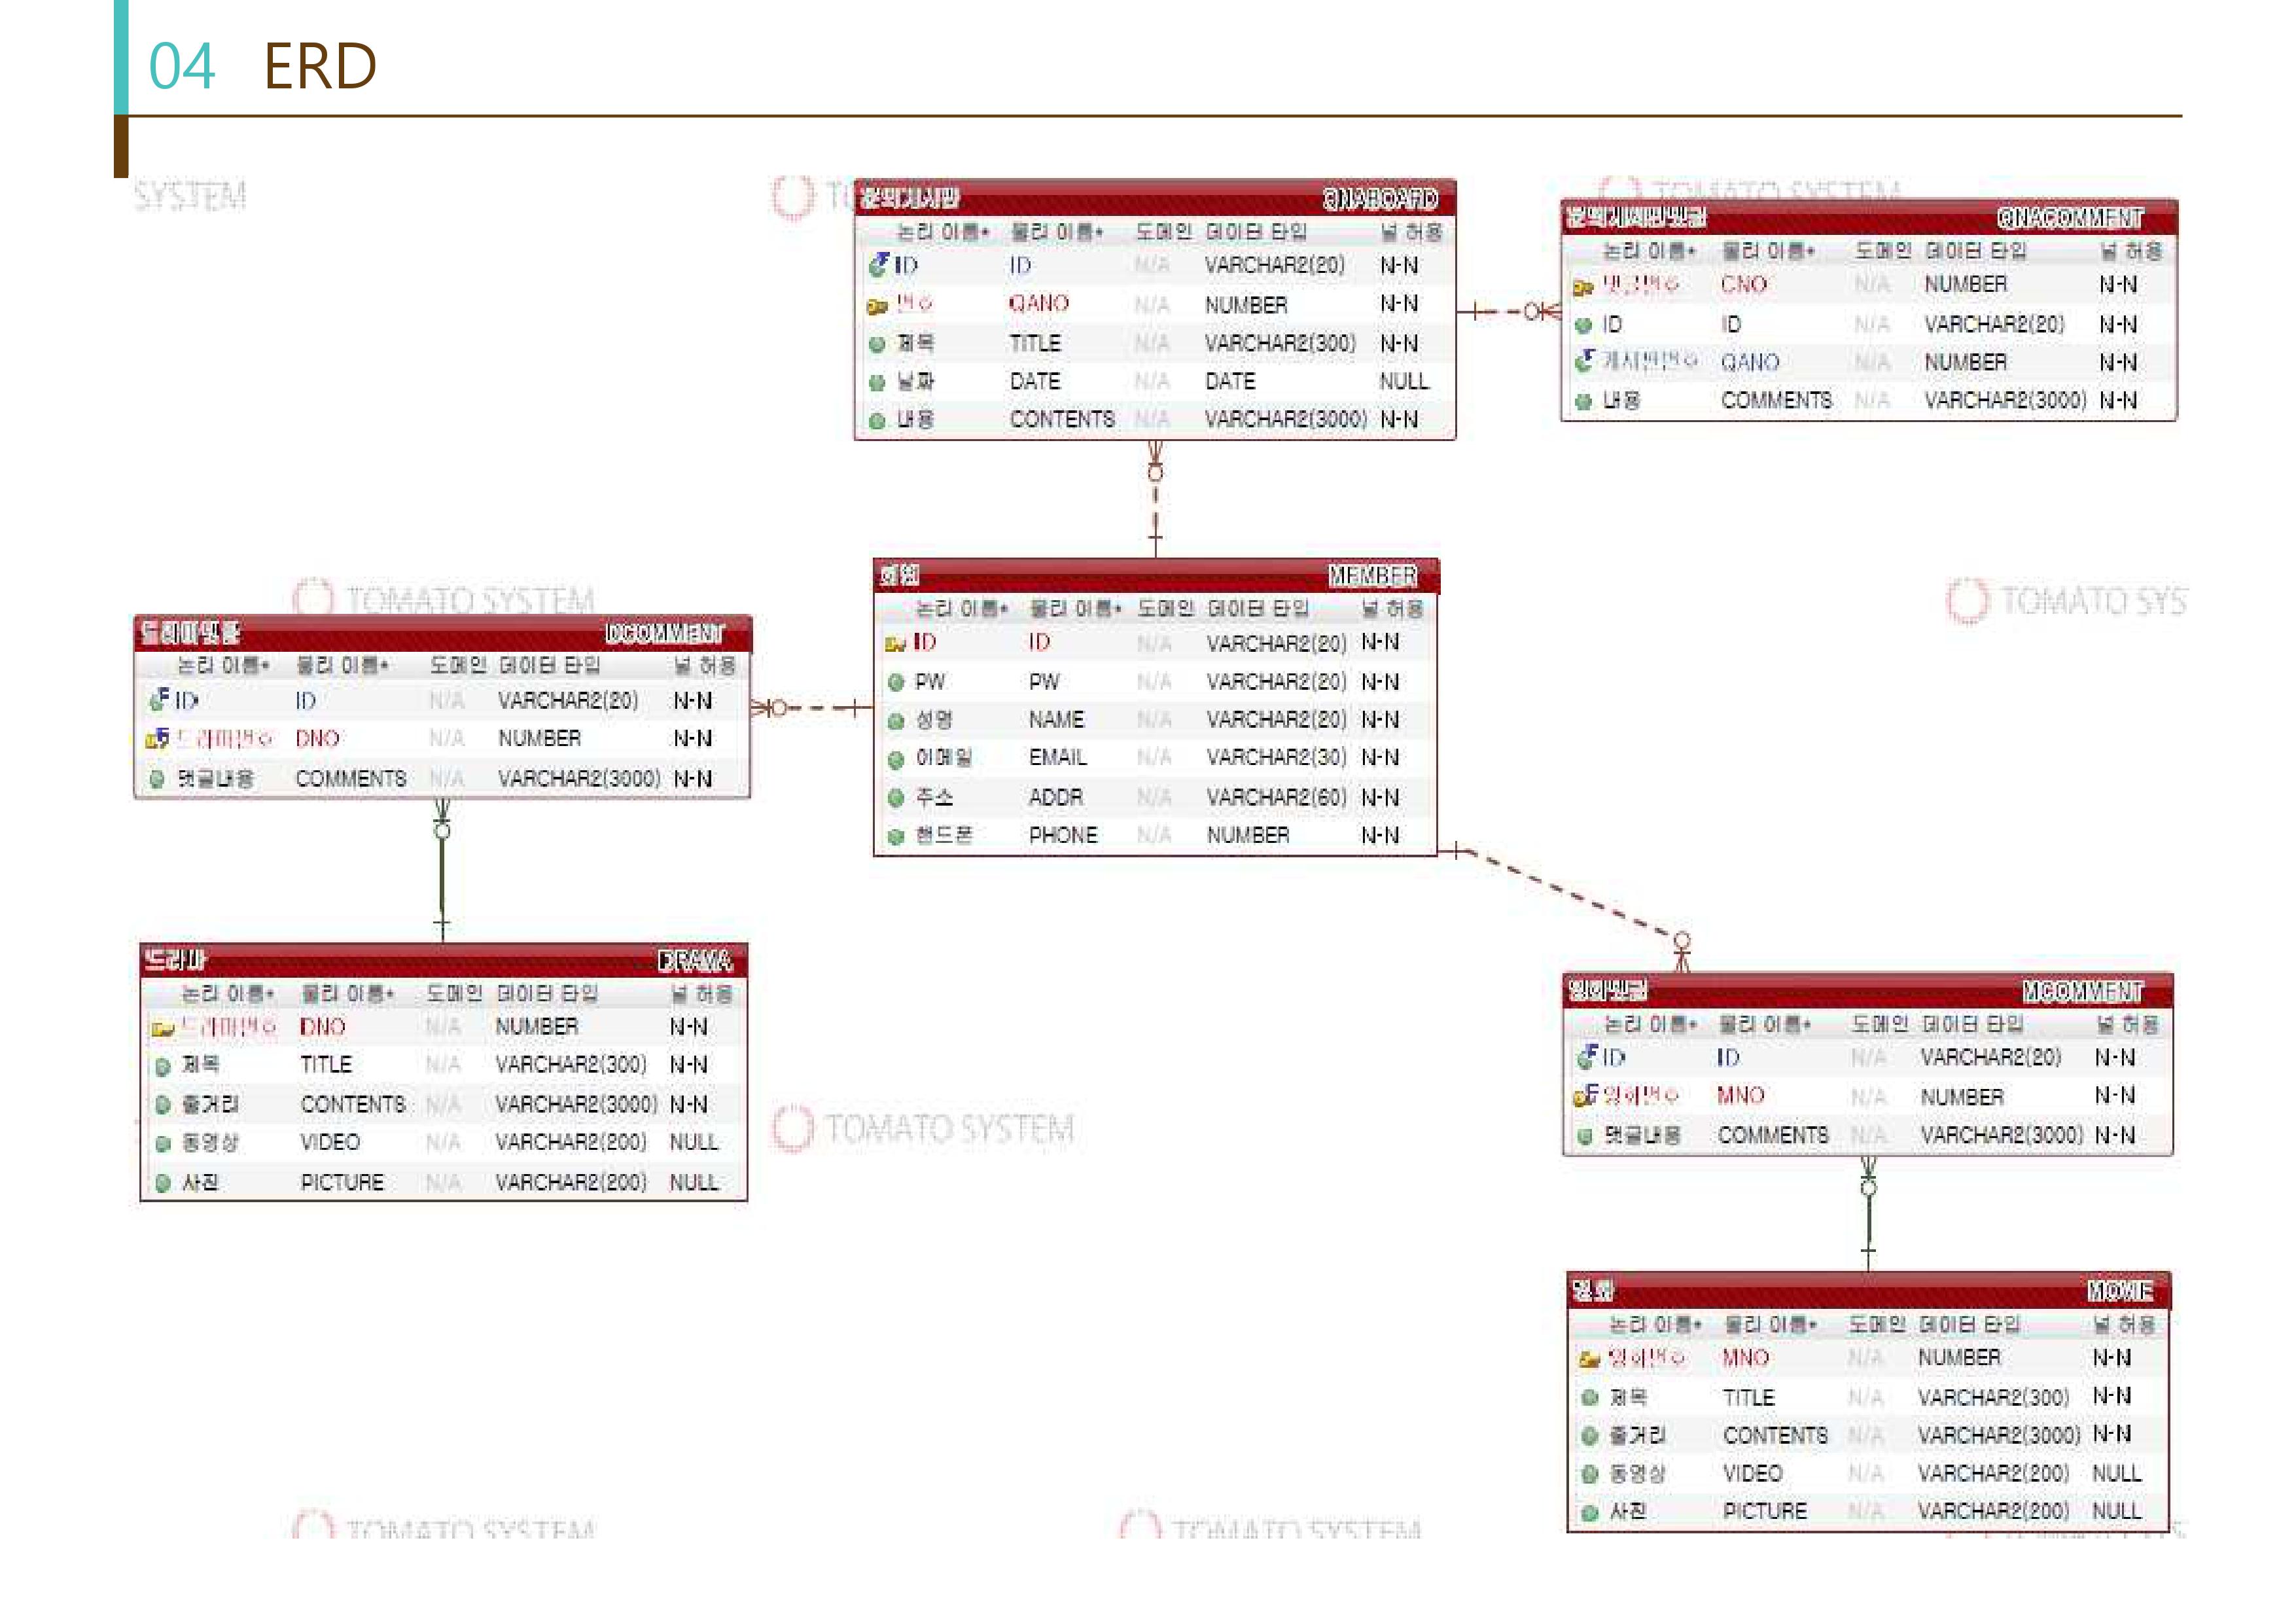 04 ERD
SYSTEM
문의게시판 QNABOARD
논리 이름* 물리 이름* 도메인 데이터 타입 널 허용
ID ID N/A VARCHAR2(20) N-N
번호 QANO N/A NUMBER N-N
제목 TITLE N/A VARCHAR2(300) N-N
날짜 DATE N/A DATE NULL
내용 CONTENTS N/A VARCHAR2(3000) N-N
TOMATO SYSTEM
문의게시판댓글 QNACOMMENT
논리 이름* 물리 이름* 도메인 데이터 타입 널 허용
댓글번호 CNO N/A NUMBER N-N
ID ID N/A VARCHAR2(20) N-N
게시판번호 QANO N/A NUMBER N-N
내용 COMMENTS N/A VARCHAR2(3000) N-N
TOMATO SYSTEM
드라마댓글 DCOMMENT
논리 이름* 물리 이름* 도메인 데이터 타입 널 허용
ID ID N/A VARCHAR2(20) N-N
드라마번호 DNO N/A NUMBER N-N
댓글내용 COMMENTS N/A VARCHAR2(3000) N-N
회원 MEMBER
논리 이름* 물리 이름* 도메인 데이터 타입 널 허용
ID ID N/A VARCHAR2(20) N-N
PW PW N/A VARCHAR2(20) N-N
성명 NAME N/A VARCHAR2(20) N-N
이메일 EMAIL N/A VARCHAR2(30) N-N
주소 ADDR N/A VARCHAR2(60) N-N
핸드폰 PHONE N/A NUMBER N-N
TOMATO SYS
드라마 DRAMA
논리 이름* 물리 이름* 도메인 데이터 타입 널 허용
드라마번호 DNO N/A NUMBER N-N
제목 TITLE N/A VARCHAR2(300) N-N
줄거리 CONTENTS N/A VARCHAR2(3000) N-N
동영상 VIDEO N/A VARCHAR2(200) NULL
사진 PICTURE N/A VARCHAR2(200) NULL
TOMATO SYSTEM
영화댓글 MCOMMENT
논리 이름* 물리 이름* 도메인 데이터 타입 널 허용
ID ID N/A VARCHAR2(20) N-N
영화번호 MNO N/A NUMBER N-N
댓글내용 COMMENTS N/A VARCHAR2(3000) N-N
영화 MOVIE
논리 이름* 물리 이름* 도메인 데이터 타입 널 허용
영화번호 MNO N/A NUMBER N-N
제목 TITLE N/A VARCHAR2(300) N-N
줄거리 CONTENTS N/A VARCHAR2(3000) N-N
동영상 VIDEO N/A VARCHAR2(200) NULL
사진 PICTURE N/A VARCHAR2(200) NULL
TOMATO SYSTEM
TOMATO SYSTEM